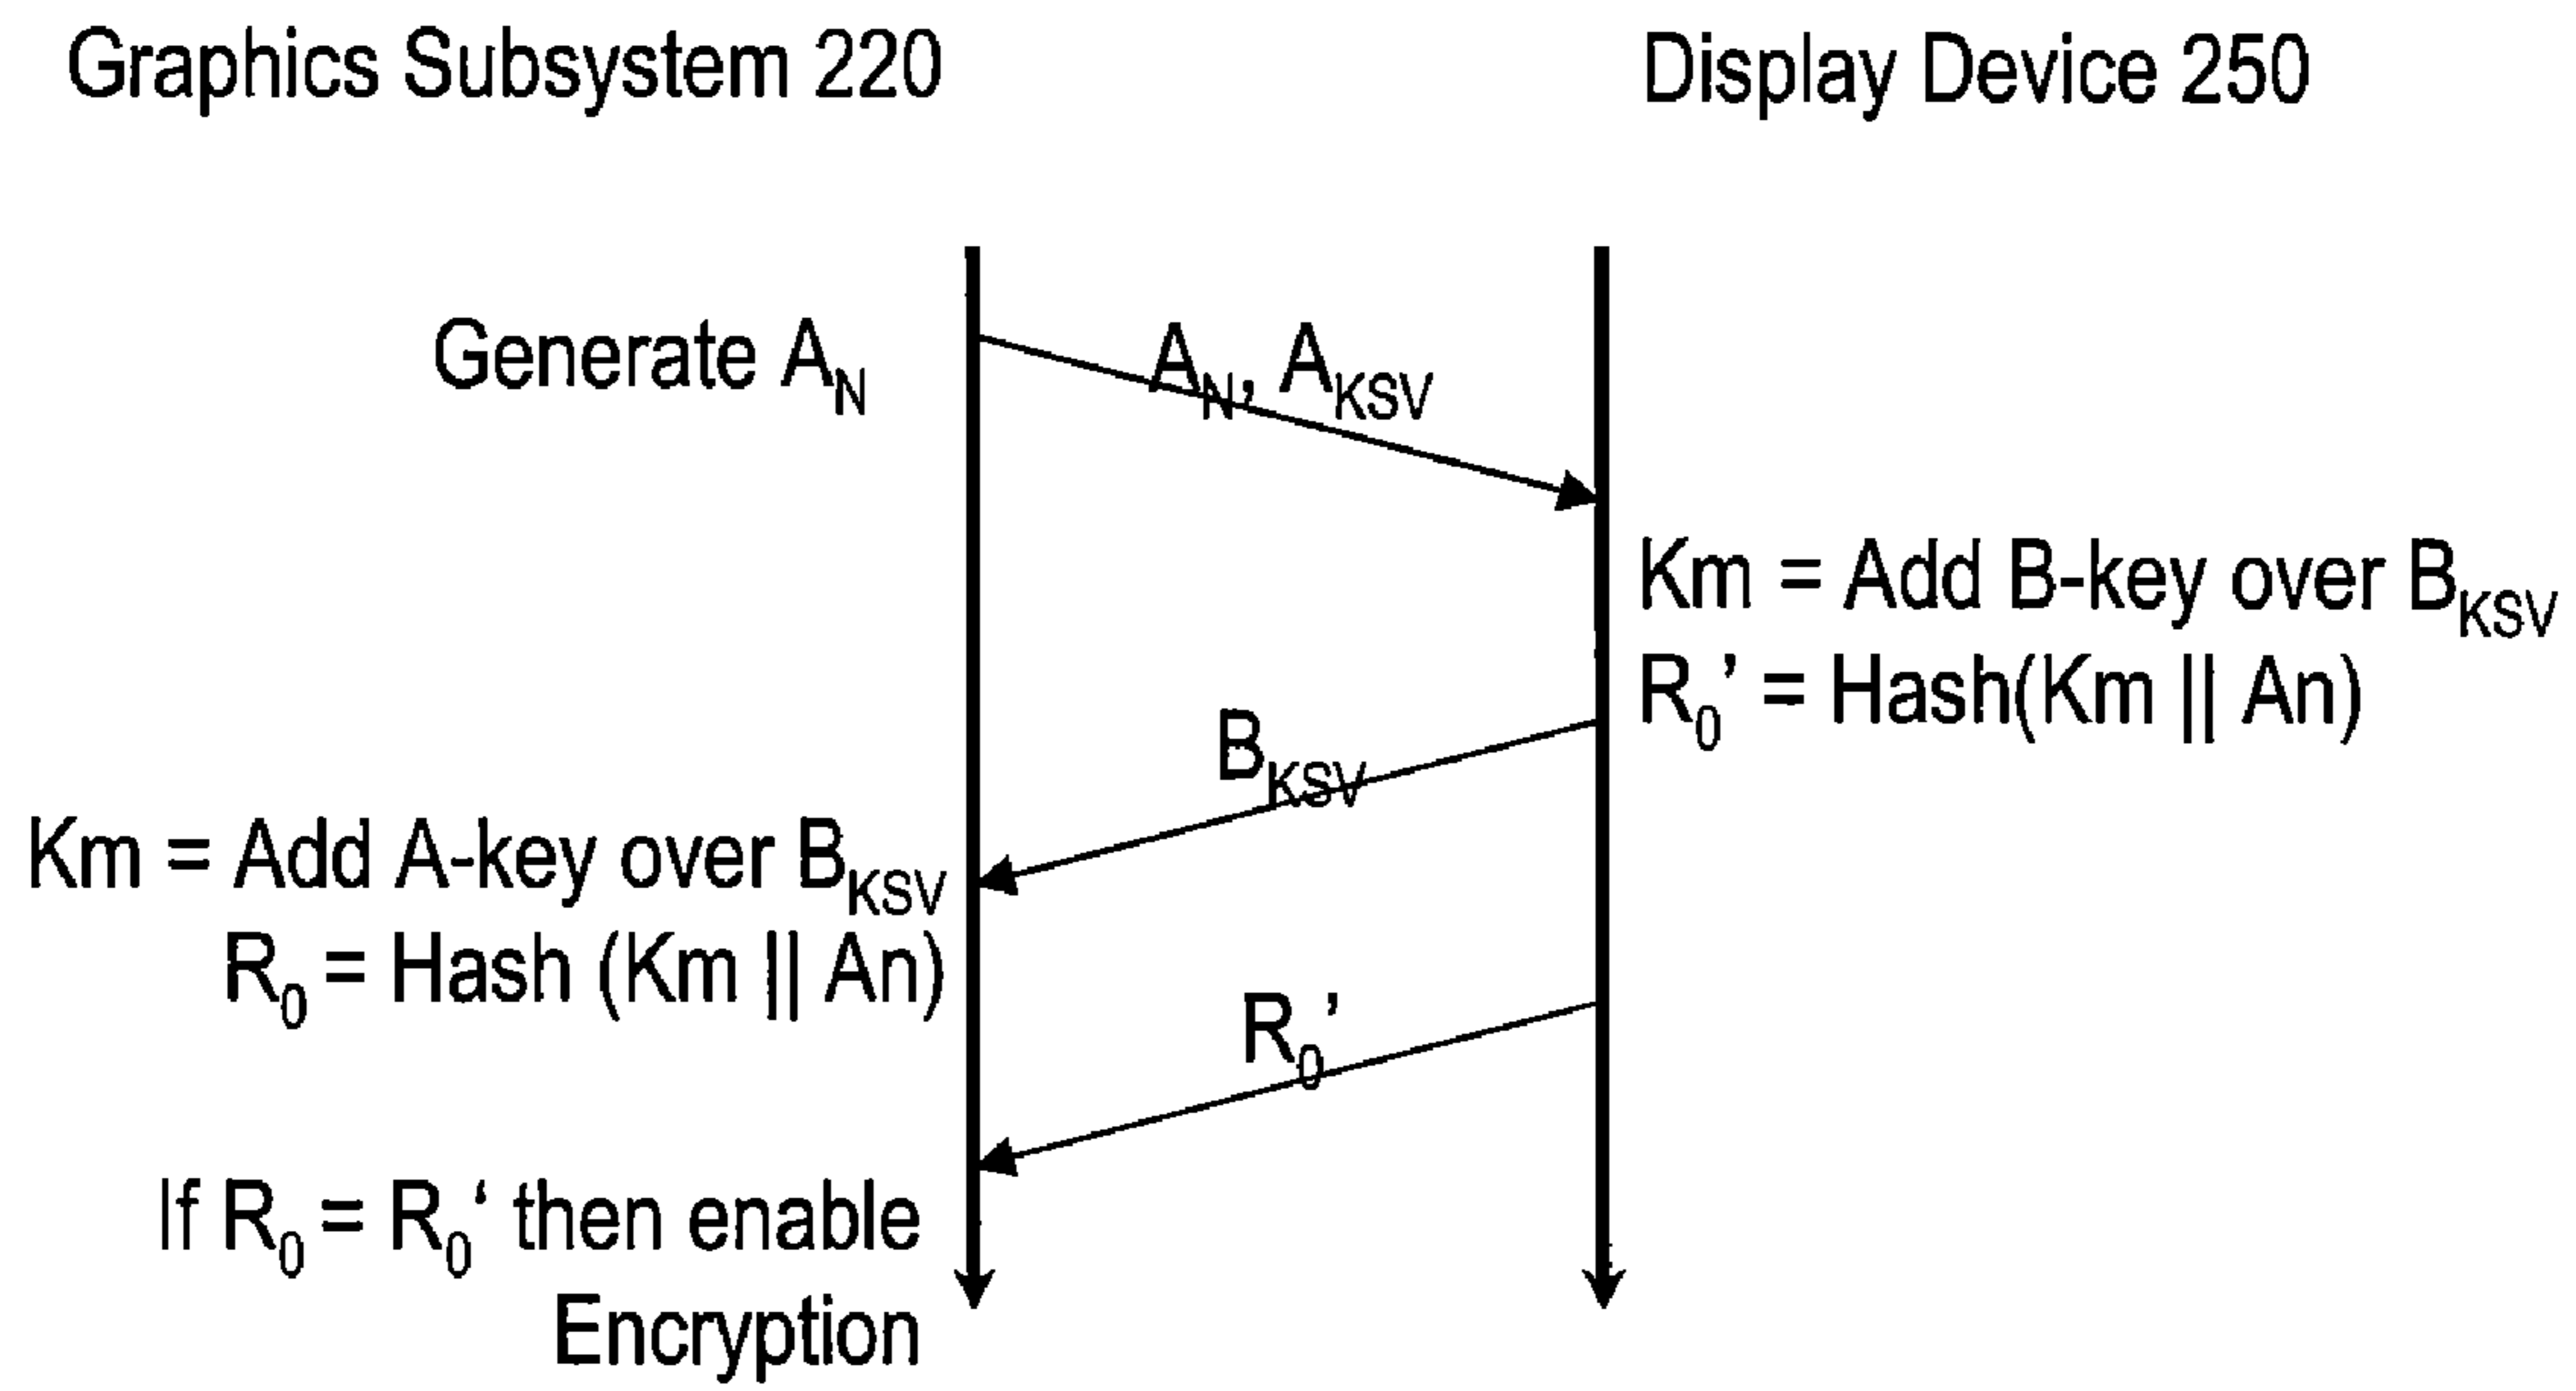 Graphics Subsystem 220
Display Device 250
Generate A_N
A_N, A_KSV
Km = Add B-key over B_KSV
R_0’ = Hash(Km || An)
B_KSV
Km = Add A-key over B_KSV
R_0 = Hash (Km || An)
R_0’
If R_0 = R_0‘ then enable
Encryption